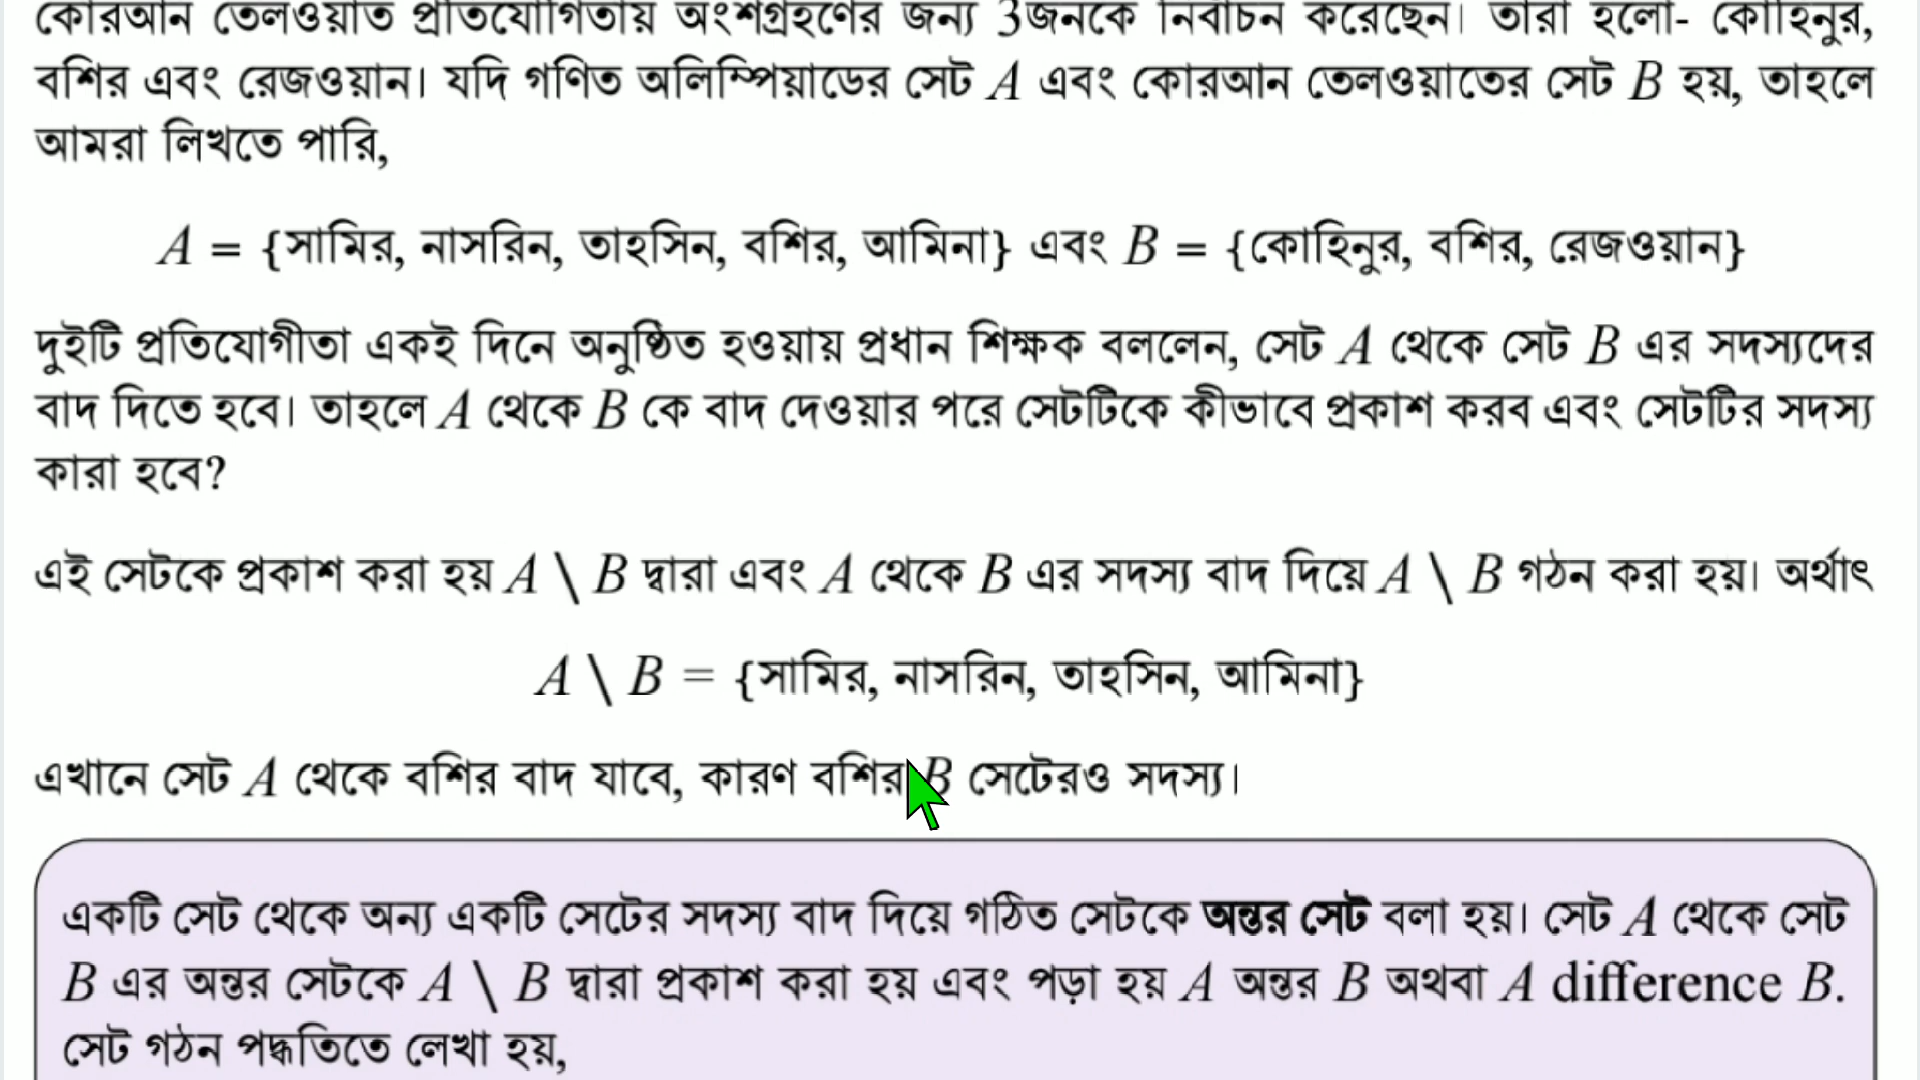 কোরআন তেলওয়াত প্রতিযোগিতায় অংশগ্রহণের জন্য 3জনকে নির্বাচন করেছেন। তারা হলো- কোহিনুর,
বশির এবং রেজওয়ান। যদি গণিত অলিম্পিয়াডের সেট A এবং কোরআন তেলওয়াতের সেট B হয়, তাহলে
আমরা লিখতে পারি,
A = {সামির, নাসরিন, তাহসিন, বশির, আমিনা} এবং B = {কোহিনুর, বশির, রেজওয়ান}
দুইটি প্রতিযোগীতা একই দিনে অনুষ্ঠিত হওয়ায় প্রধান শিক্ষক বললেন, সেট A থেকে সেট B এর সদস্যদের
বাদ দিতে হবে। তাহলে A থেকে B কে বাদ দেওয়ার পরে সেটটিকে কীভাবে প্রকাশ করব এবং সেটটির সদস্য
কারা হবে?
এই সেটকে প্রকাশ করা হয় A \ B দ্বারা এবং A থেকে B এর সদস্য বাদ দিয়ে A \ B গঠন করা হয়। অর্থাৎ
A \ B = {সামির, নাসরিন, তাহসিন, আমিনা}
এখানে সেট A থেকে বশির বাদ যাবে, কারণ বশির B সেটেরও সদস্য।
একটি সেট থেকে অন্য একটি সেটের সদস্য বাদ দিয়ে গঠিত সেটকে অন্তর সেট বলা হয়। সেট A থেকে সেট
B এর অন্তর সেটকে A \ B দ্বারা প্রকাশ করা হয় এবং পড়া হয় A অন্তর B অথবা A difference B.
সেট গঠন পদ্ধতিতে লেখা হয়,